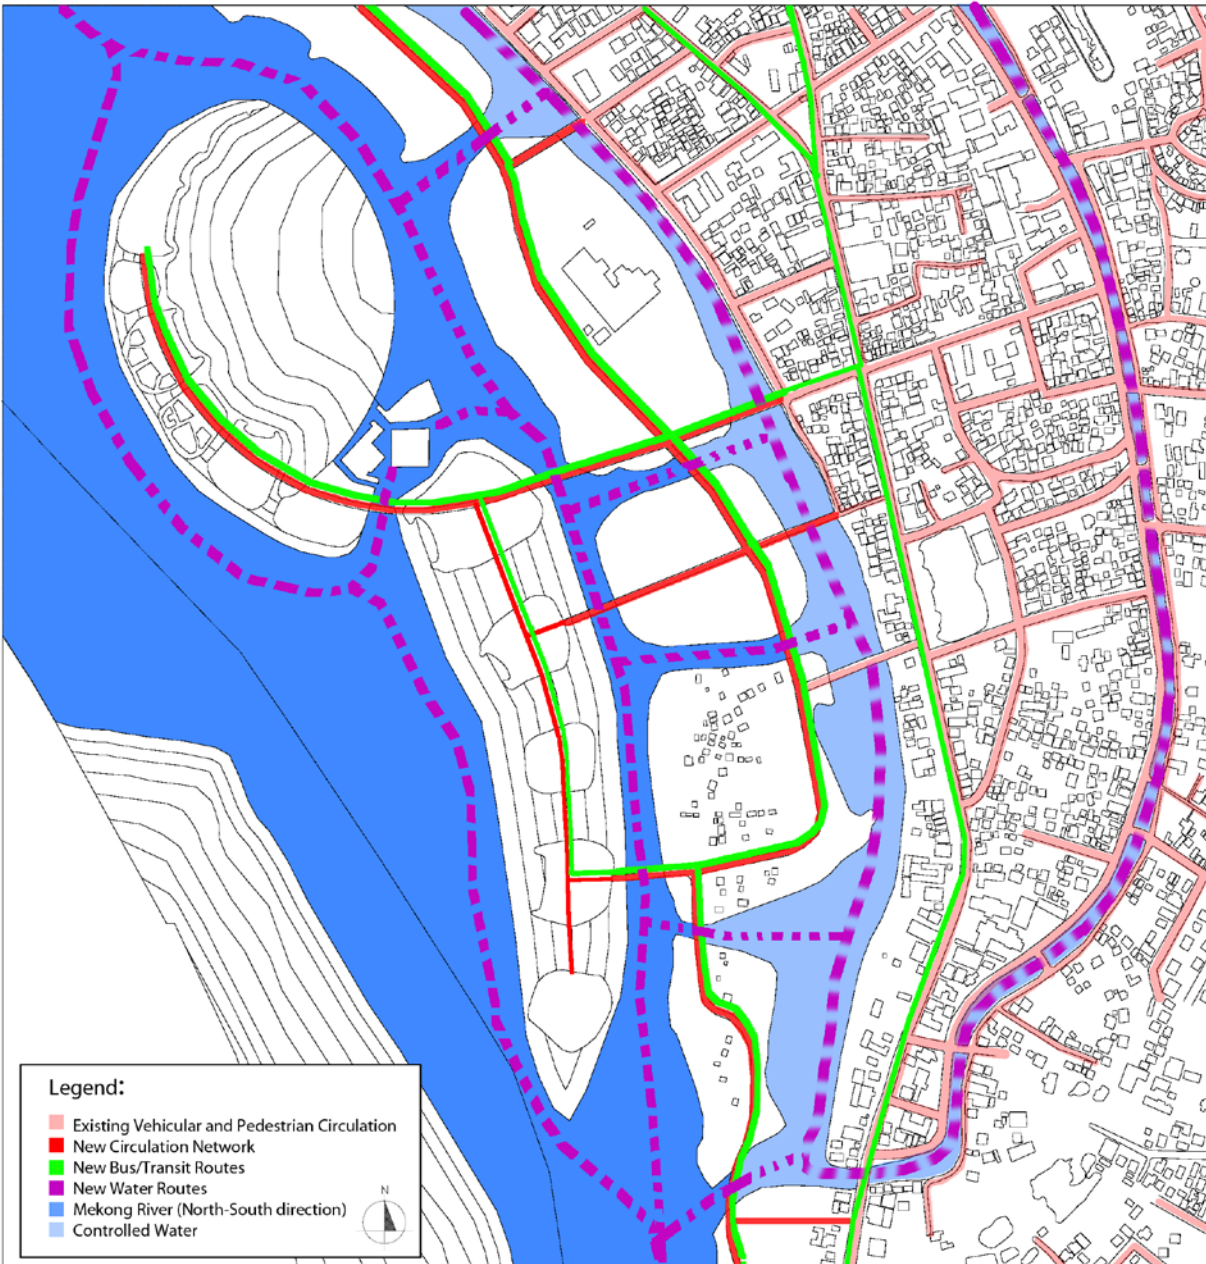 Legend:
Existing Vehicular and Pedestrian Circulation
New Circulation Network
New Bus/Transit Routes
New Water Routes
Mekong River (North-South direction)
Controlled Water
N